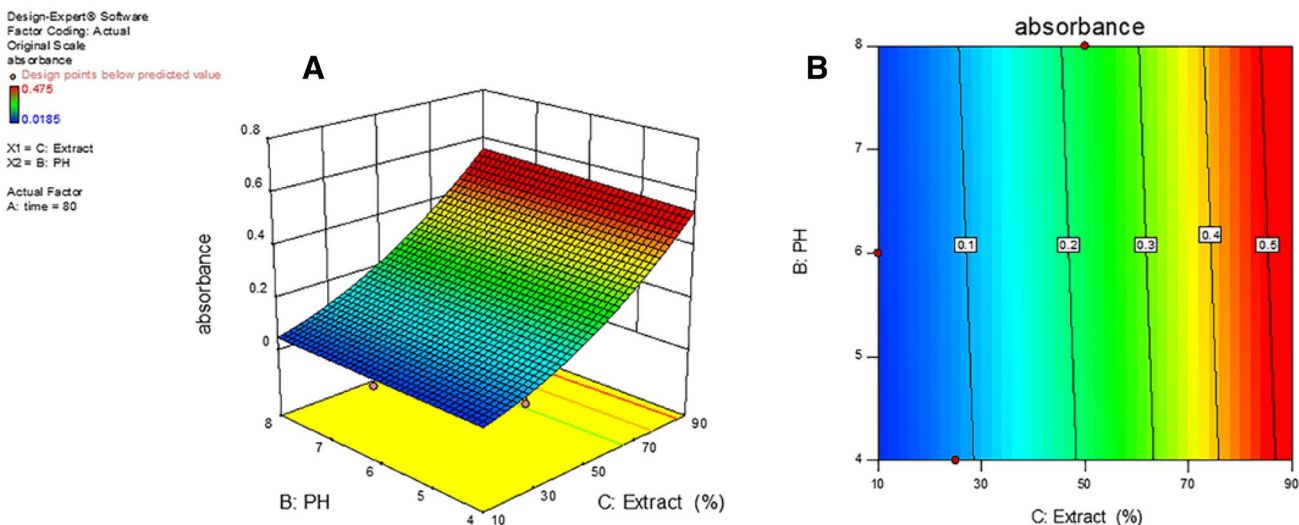 Design-Expert® Software
Factor Coding: Actual
Original Scale
absorbance
Design points below predicted value
0.475
0.0185
X1 = C: Extract
X2 = B: PH
Actual Factor
A: time = 80
A
absorbance
0.8
0.6
0.4
0.2
0
8
7
6
5
4
10
30
50
70
90
B: PH
C: Extract (%)
B
absorbance
B: PH
8
7
6
5
4
0.1
0.2
0.3
0.4
0.5
10
30
50
70
90
C: Extract (%)